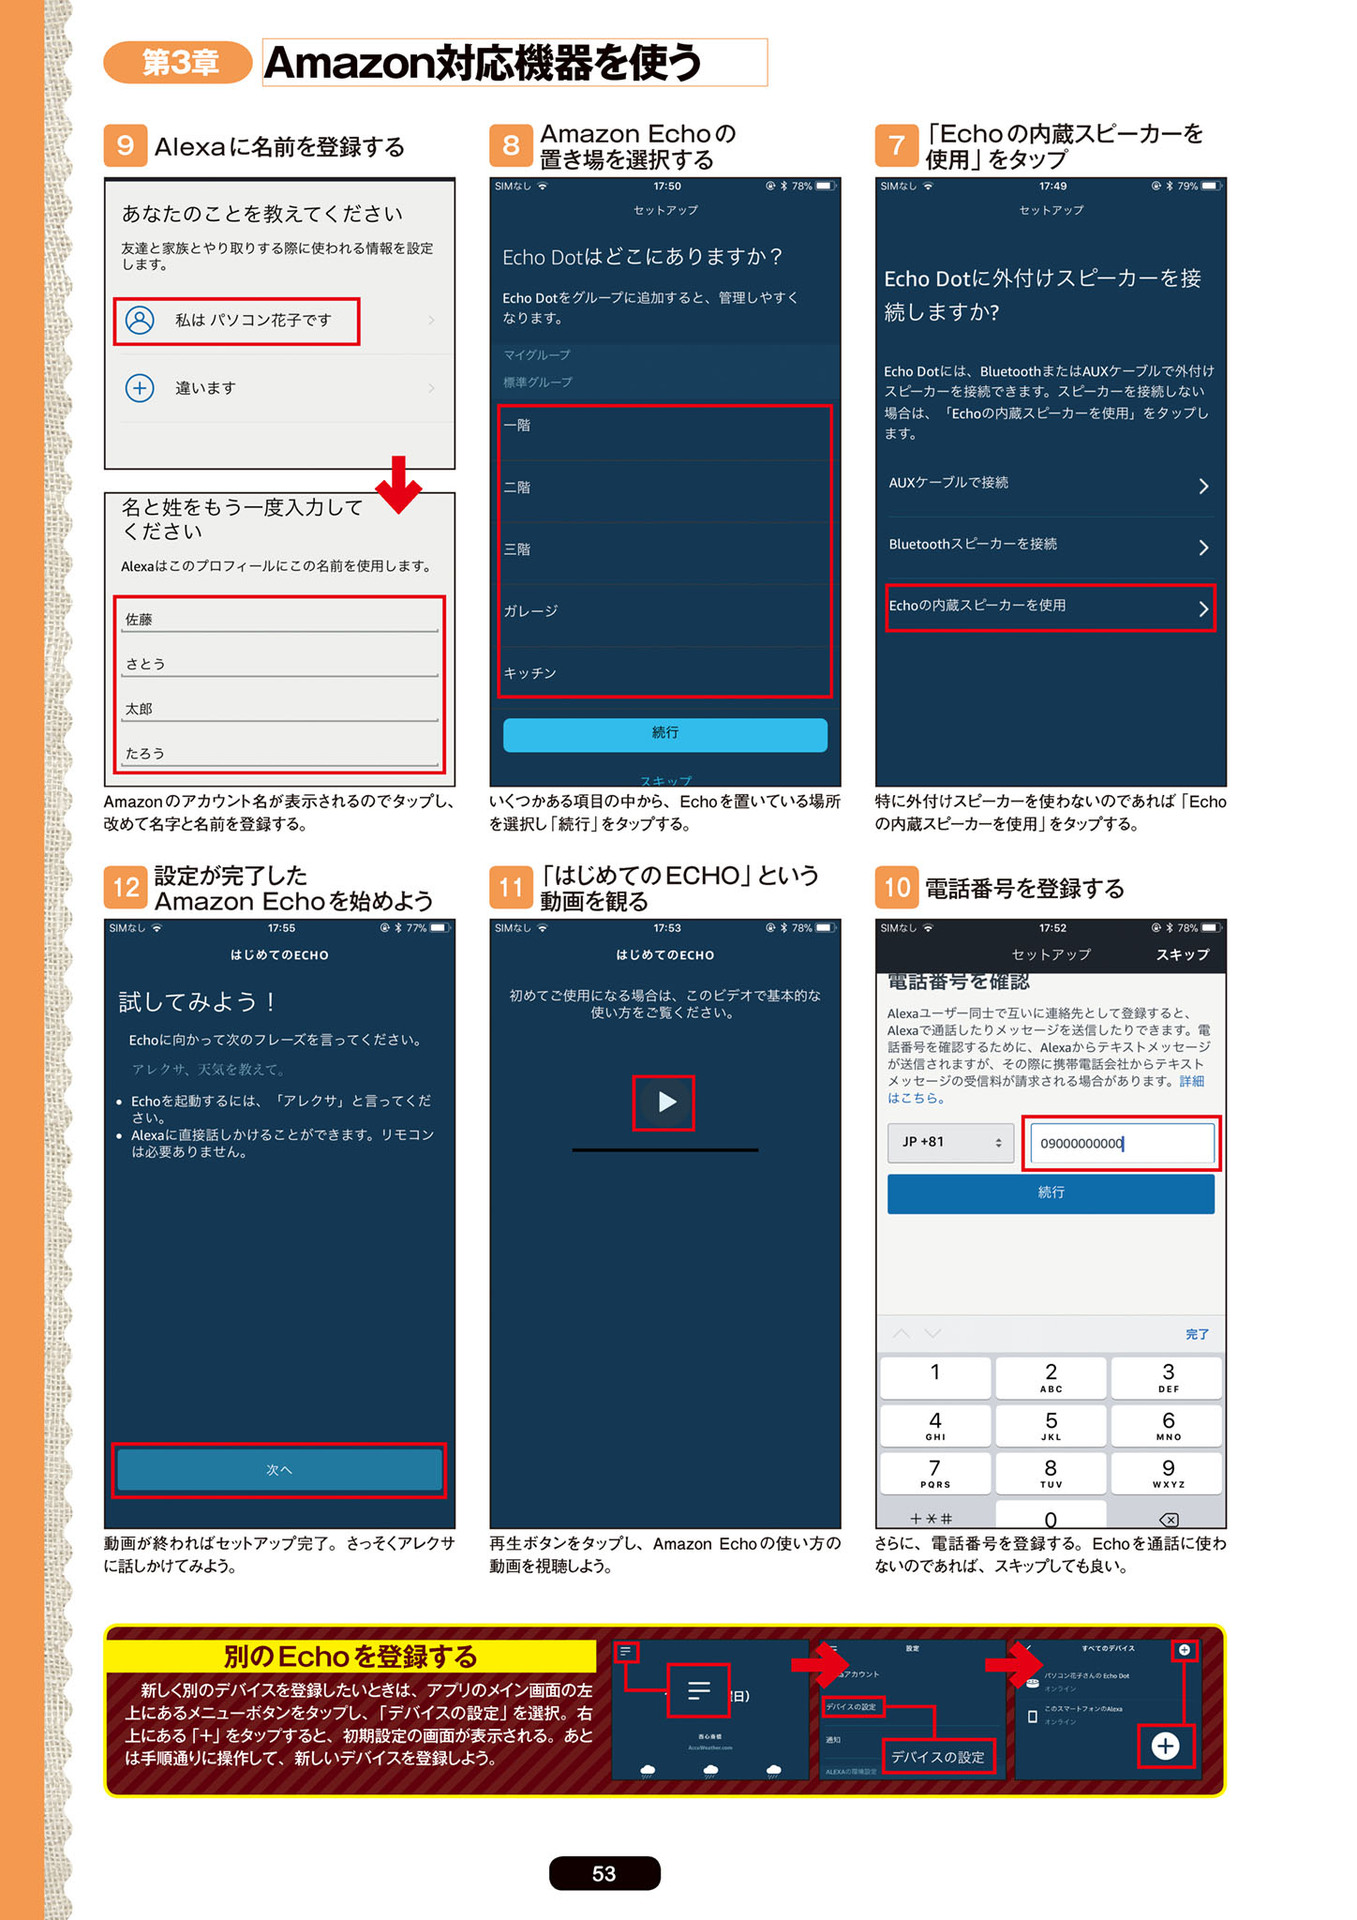 第3章
Amazon対応機器を使う
9
Alexaに名前を登録する
あなたのことを教えてください
友達と家族とやり取りする際に使われる情報を設定
します。
私は パソコン花子です
違います
名と姓をもう一度入力して
ください
Alexaはこのプロフィールにこの名前を使用します。
佐藤
さとう
太郎
たろう
Amazonのアカウント名が表示されるのでタップし、
改めて名字と名前を登録する。
8
Amazon Echoの
置き場を選択する
SIMなし 17:50 78%
セットアップ
Echo Dotはどこにありますか？
Echo Dotをグループに追加すると、管理しやすく
なります。
マイグループ
標準グループ
一階
二階
三階
ガレージ
キッチン
続行
スキップ
いくつかある項目の中から、Echoを置いている場所
を選択し「続行」をタップする。
7
「Echoの内蔵スピーカーを
使用」をタップ
SIMなし 17:49 79%
セットアップ
Echo Dotに外付けスピーカーを接
続しますか?
Echo Dotには、BluetoothまたはAUXケーブルで外付け
スピーカーを接続できます。スピーカーを接続しない
場合は、「Echoの内蔵スピーカーを使用」をタップし
ます。
AUXケーブルで接続
Bluetoothスピーカーを接続
Echoの内蔵スピーカーを使用
特に外付けスピーカーを使わないのであれば「Echo
の内蔵スピーカーを使用」をタップする。
12
設定が完了した
Amazon Echoを始めよう
SIMなし 17:55 77%
はじめてのECHO
試してみよう！
Echoに向かって次のフレーズを言ってください。
アレクサ、天気を教えて。
• Echoを起動するには、「アレクサ」と言ってくだ
さい。
• Alexaに直接話しかけることができます。リモコン
は必要ありません。
次へ
動画が終わればセットアップ完了。さっそくアレクサ
に話しかけてみよう。
11
「はじめてのECHO」という
動画を観る
SIMなし 17:53 78%
はじめてのECHO
初めてご使用になる場合は、このビデオで基本的な
使い方をご覧ください。
再生ボタンをタップし、Amazon Echoの使い方の
動画を視聴しよう。
10
電話番号を登録する
SIMなし 17:52 78%
セットアップ スキップ
電話番号を確認
Alexaユーザー同士で互いに連絡先として登録すると、
Alexaで通話したりメッセージを送信したりできます。電
話番号を確認するために、Alexaからテキストメッセージ
が送信されますが、その際に携帯電話会社からテキスト
メッセージの受信料が請求される場合があります。詳細
はこちら。
JP +81 09000000000
続行
完了
1 2 3
ABC DEF
4 5 6
GHI JKL MNO
7 8 9
PQRS TUV WXYZ
+*# 0
さらに、電話番号を登録する。Echoを通話に使わ
ないのであれば、スキップしても良い。
別のEchoを登録する
新しく別のデバイスを登録したいときは、アプリのメイン画面の左
上にあるメニューボタンをタップし、「デバイスの設定」を選択。右
上にある「＋」をタップすると、初期設定の画面が表示される。あと
は手順通りに操作して、新しいデバイスを登録しよう。
日)
AccuWeather.com
設定
アカウント
デバイスの設定
通知
デバイスの設定
ALEXAの環境設定
すべてのデバイス
パソコン花子さんの Echo Dot
オンライン
このスマートフォンのAlexa
オンライン
53